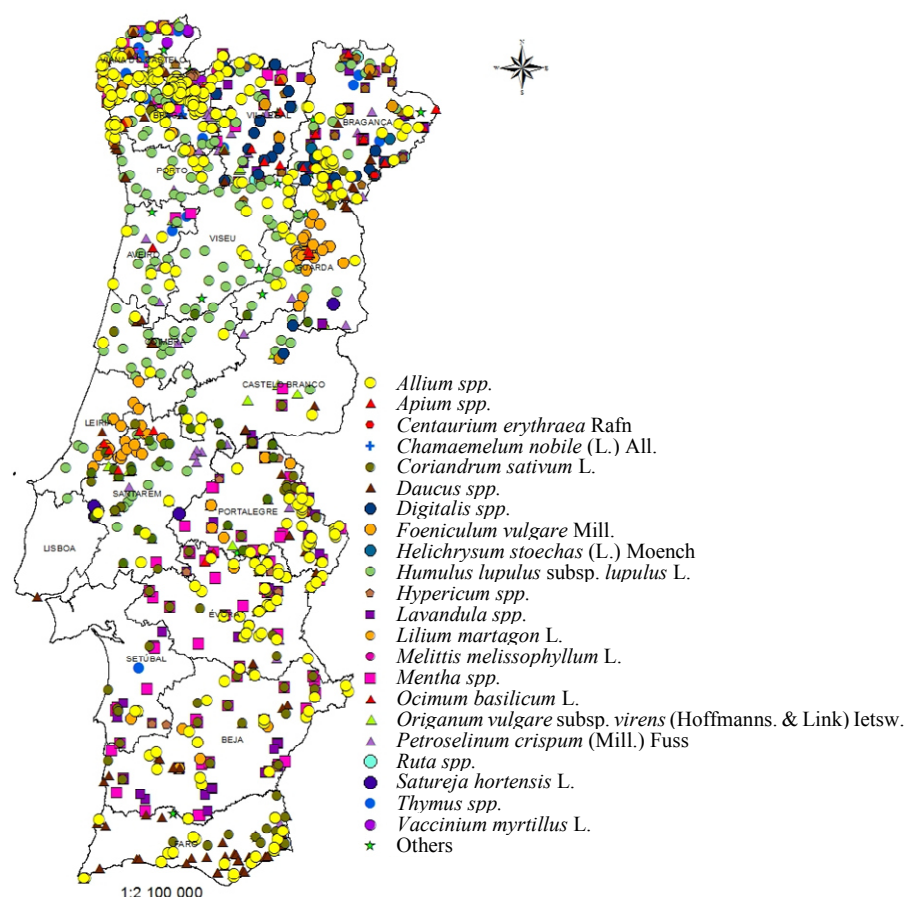 N
W
E
S
VIANA DO CASTELO
BRAGA
VILA REAL
BRAGANÇA
PORTO
VISEU
AVEIRO
GUARDA
COIMBRA
CASTELO BRANCO
LEIRIA
SANTARÉM
PORTALEGRE
LISBOA
ÉVORA
SETÚBAL
BEJA
FARO
1:2 100 000
Allium spp.
Apium spp.
Centaurium erythraea Rafn
Chamaemelum nobile (L.) All.
Coriandrum sativum L.
Daucus spp.
Digitalis spp.
Foeniculum vulgare Mill.
Helichrysum stoechas (L.) Moench
Humulus lupulus subsp. lupulus L.
Hypericum spp.
Lavandula spp.
Lilium martagon L.
Melittis melissophyllum L.
Mentha spp.
Ocimum basilicum L.
Origanum vulgare subsp. virens (Hoffmanns. & Link) Ietsw.
Petroselinum crispum (Mill.) Fuss
Ruta spp.
Satureja hortensis L.
Thymus spp.
Vaccinium myrtillus L.
Others